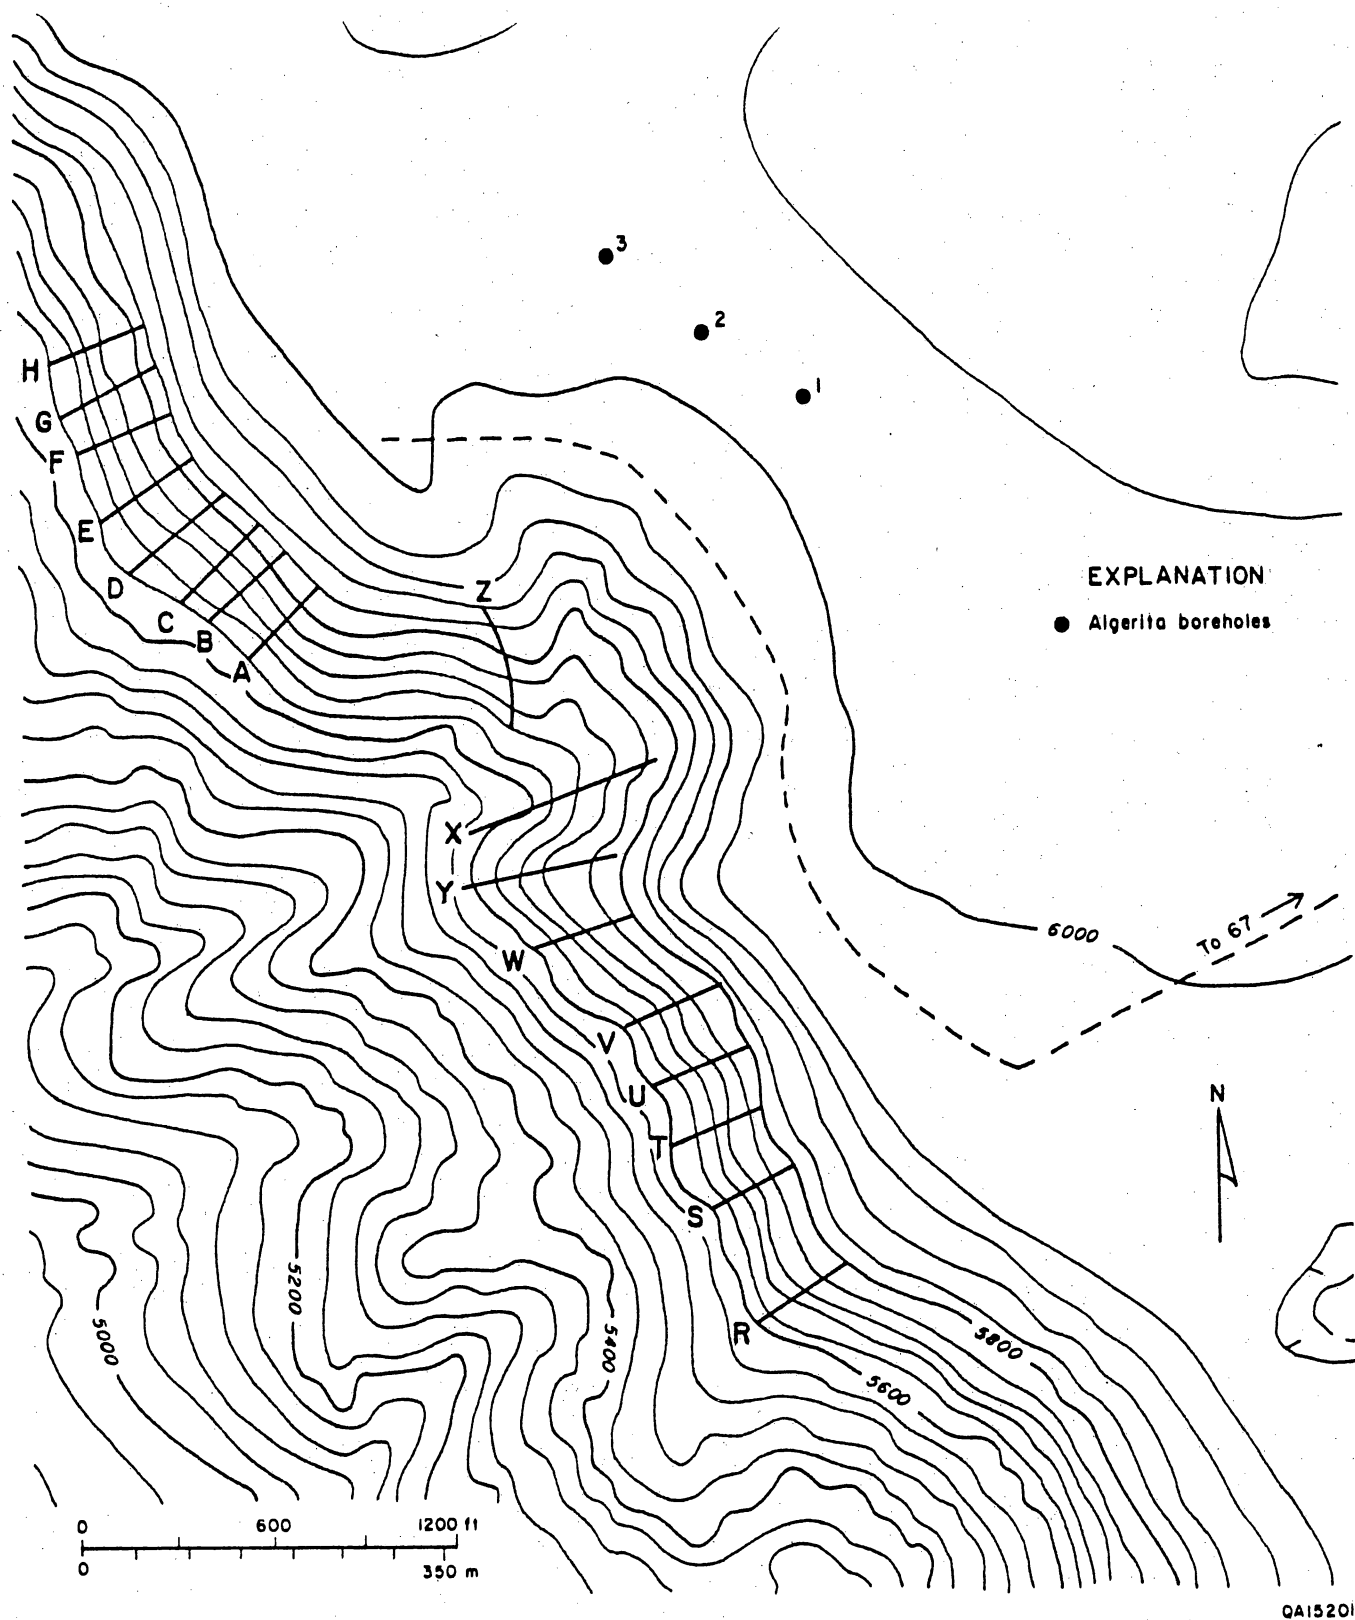 3
2
1
H
G
F
E
D
C
B
A
Z
EXPLANATION
Algerita boreholes
X
Y
W
V
U
T
S
R
6000
To 67
N
5800
5600
5400
5200
5000
0 600 1200 ft
0 350 m
QA15201